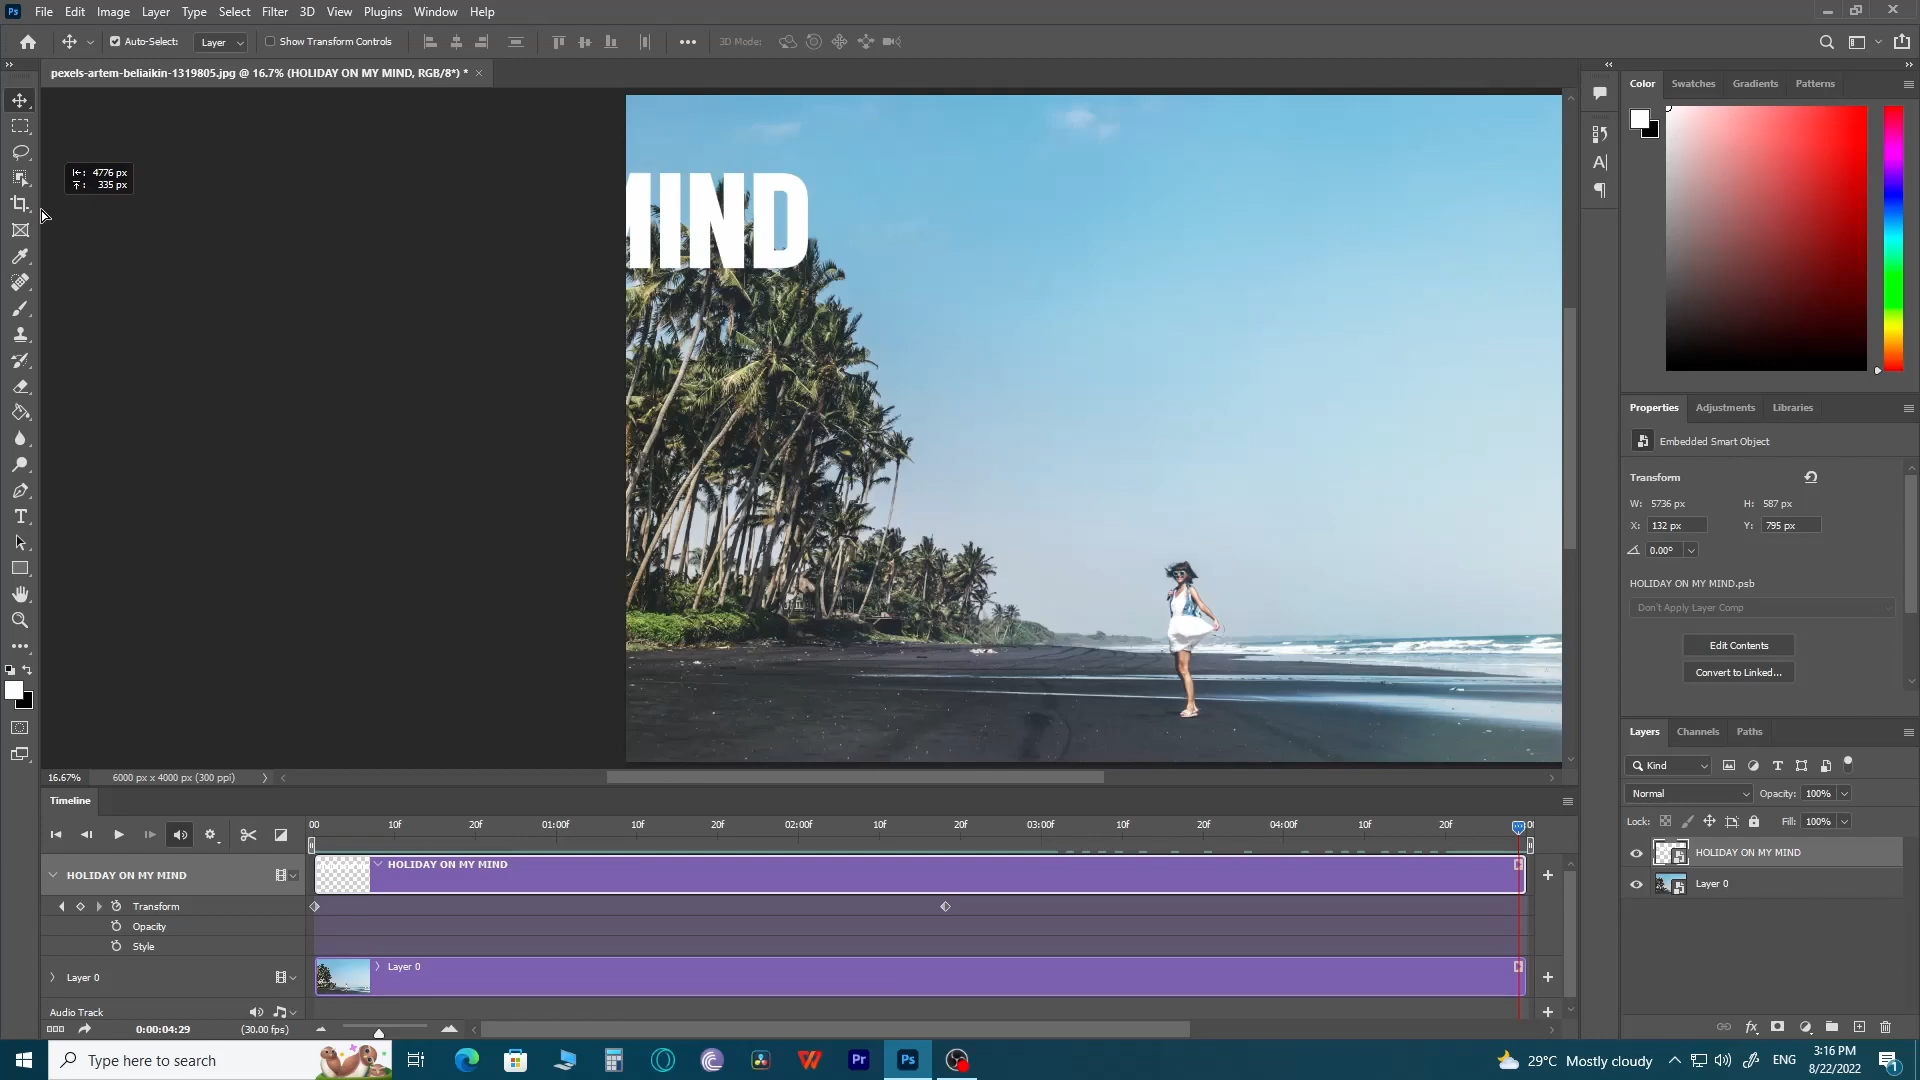 Ps File Edit Image Layer Type Select Filter 3D View Plugins Window Help
Auto-Select: Layer Show Transform Controls 3D Mode:
pexels-artem-beliaikin-1319805.jpg @ 16.7% (HOLIDAY ON MY MIND, RGB/8*) *
4776 px
335 px
MIND
Color Swatches Gradients Patterns
Properties Adjustments Libraries
Embedded Smart Object
Transform
W: 5736 px H: 587 px
X: 132 px Y: 795 px
0.00°
HOLIDAY ON MY MIND.psb
Don't Apply Layer Comp
Edit Contents
Convert to Linked...
Layers Channels Paths
Kind
Normal Opacity: 100%
Lock: Fill: 100%
HOLIDAY ON MY MIND
Layer 0
16.67% 6000 px x 4000 px (300 ppi)
Timeline
00 10f 20f 01:00f 10f 20f 02:00f 10f 20f 03:00f 10f 20f 04:00f 10f 20f
HOLIDAY ON MY MIND
HOLIDAY ON MY MIND
Transform
Opacity
Style
Layer 0
Layer 0
Audio Track
0:00:04:29 (30.00 fps)
Type here to search
Pr
Ps
29°C Mostly cloudy
ENG
3:16 PM
8/22/2022
1